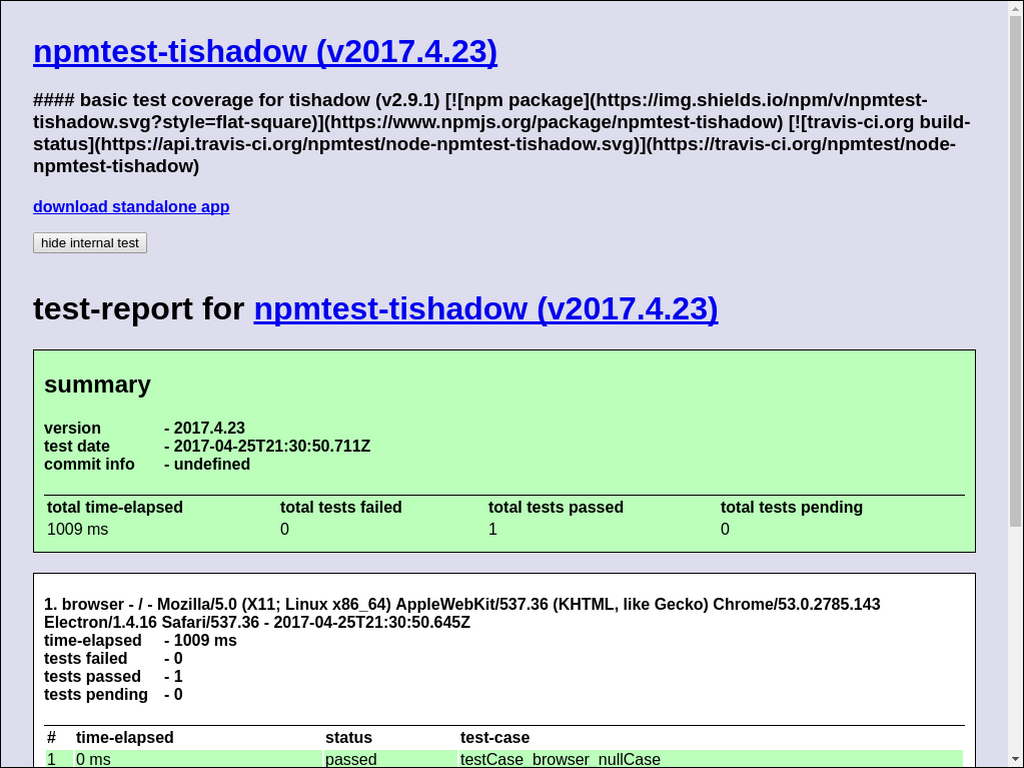 npmtest-tishadow (v2017.4.23)
#### basic test coverage for tishadow (v2.9.1) [![npm package](https://img.shields.io/npm/v/npmtest-
tishadow.svg?style=flat-square)](https://www.npmjs.org/package/npmtest-tishadow) [![travis-ci.org build-
status](https://api.travis-ci.org/npmtest/node-npmtest-tishadow.svg)](https://travis-ci.org/npmtest/node-
npmtest-tishadow)
download standalone app
hide internal test
test-report for npmtest-tishadow (v2017.4.23)
summary
version - 2017.4.23
test date - 2017-04-25T21:30:50.711Z
commit info - undefined
total time-elapsed total tests failed total tests passed total tests pending
1009 ms 0 1 0
1. browser - / - Mozilla/5.0 (X11; Linux x86_64) AppleWebKit/537.36 (KHTML, like Gecko) Chrome/53.0.2785.143
Electron/1.4.16 Safari/537.36 - 2017-04-25T21:30:50.645Z
time-elapsed - 1009 ms
tests failed - 0
tests passed - 1
tests pending - 0
# time-elapsed status test-case
1 0 ms passed testCase_browser_nullCase